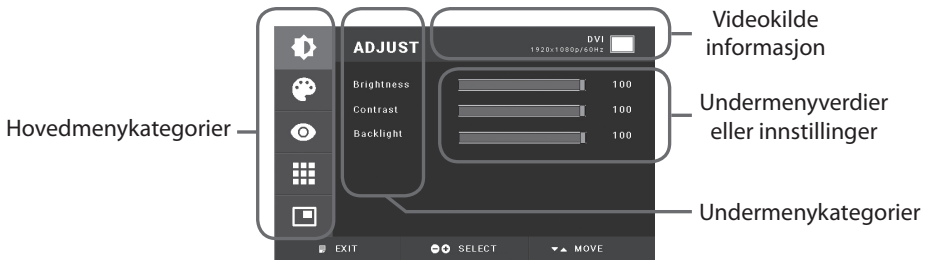 Videokilde
informasjon
ADJUST
DVI
1920x1080p/60Hz
Brightness 100
Contrast 100
Backlight 100
Undermenyverdier
eller innstillinger
Hovedmenykategorier
Undermenykategorier
EXIT SELECT MOVE